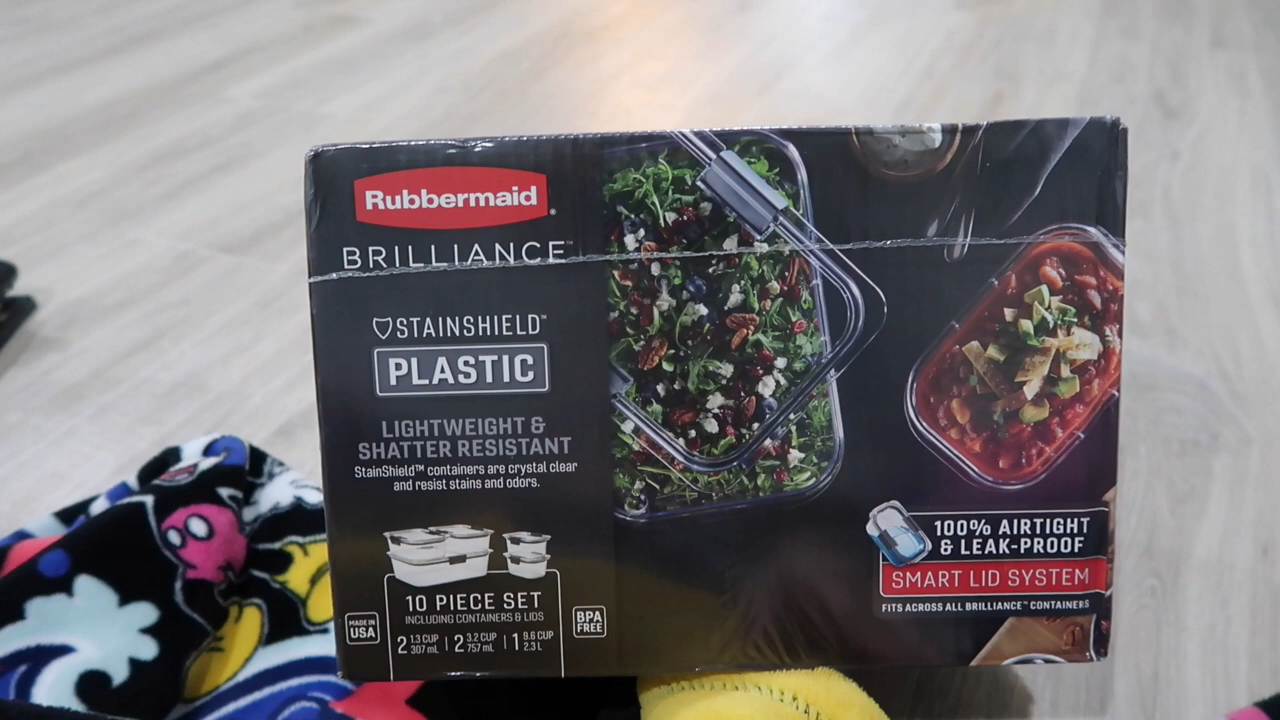 Rubbermaid®
BRILLIANCE™
STAINSHIELD™
PLASTIC
LIGHTWEIGHT &
SHATTER RESISTANT
StainShield™ containers are crystal clear
and resist stains and odors.
10 PIECE SET
INCLUDING CONTAINERS & LIDS
2 1.3 CUP 307 mL | 2 3.2 CUP 757 mL | 1 9.6 CUP 2.3 L
MADE IN
USA
BPA
FREE
100% AIRTIGHT
& LEAK-PROOF
SMART LID SYSTEM
FITS ACROSS ALL BRILLIANCE™ CONTAINERS